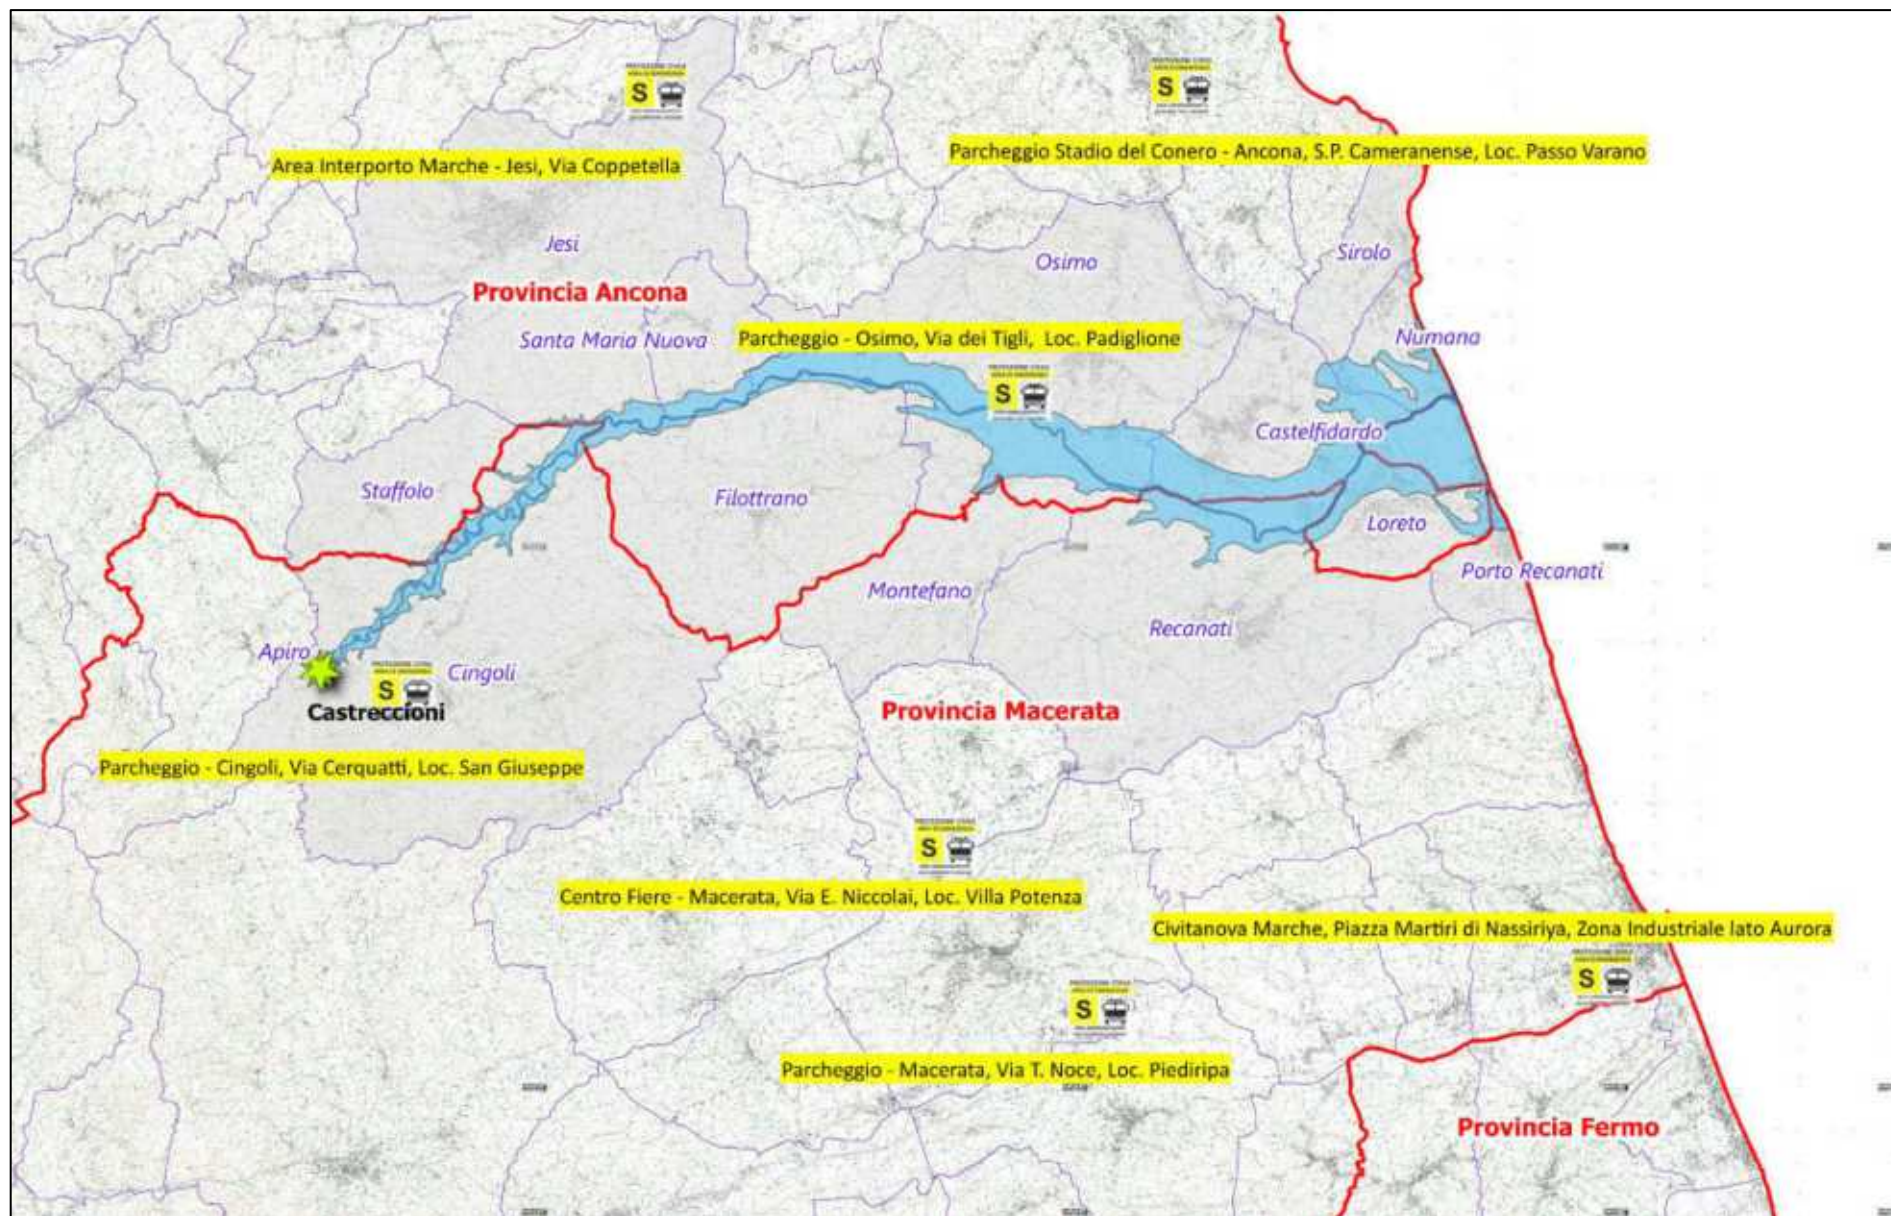 S
S
Area Interporto Marche - Jesi, Via Coppetella
Parcheggio Stadio del Conero - Ancona, S.P. Cameranense, Loc. Passo Varano
Jesi
Osimo
Sirolo
Provincia Ancona
Santa Maria Nuova
Parcheggio - Osimo, Via dei Tigli, Loc. Padiglione
Numana
S
Castelfidardo
Staffolo
Filottrano
Loreto
Porto Recanati
Montefano
Recanati
Apiro
Cingoli
S
Castreccioni
Provincia Macerata
Parcheggio - Cingoli, Via Cerquatti, Loc. San Giuseppe
S
Centro Fiere - Macerata, Via E. Niccolai, Loc. Villa Potenza
Civitanova Marche, Piazza Martiri di Nassiriya, Zona Industriale lato Aurora
S
S
Parcheggio - Macerata, Via T. Noce, Loc. Piediripa
Provincia Fermo